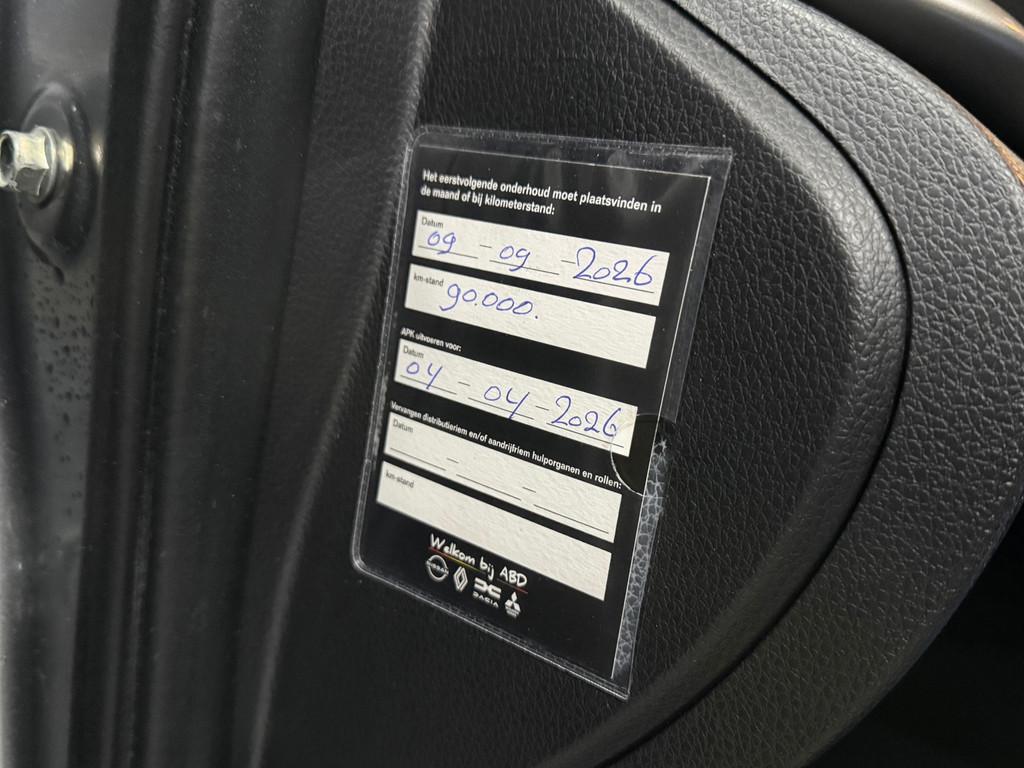 Het eerstvolgende onderhoud moet plaatsvinden in
de maand of bij kilometerstand:
Datum
09 - 09 - 2026
km-stand
90.000.
APK uitvoeren voor:
Datum
04 - 04 - 2026
Vervangen distributieriem en/of aandrijfriem hulporganen en rollen:
Datum
- -
km-stand
Welkom bij ABD
NISSAN
DACIA